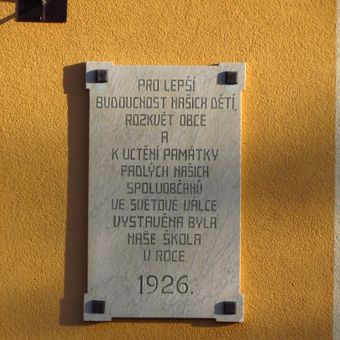 PRO LEPŠÍ
BUDOUCNOST NAŠICH DĚTÍ,
ROZKVĚT OBCE
A
K UCTĚNÍ PAMÁTKY
PADLÝCH NAŠICH
SPOLUOBČANŮ
VE SVĚTOVÉ VÁLCE
VYSTAVĚNA BYLA
NAŠE ŠKOLA
V ROCE
1926.